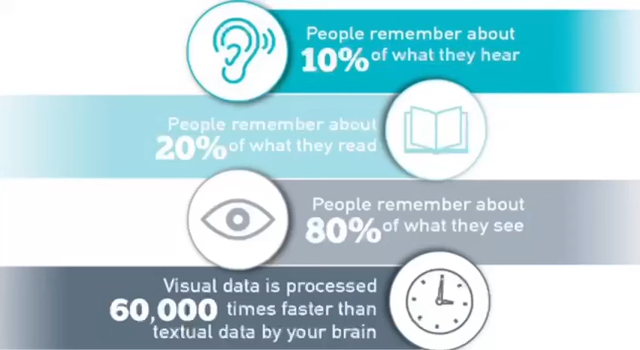 People remember about
10% of what they hear
People remember about
20% of what they read
People remember about
80% of what they see
Visual data is processed
60,000 times faster than
textual data by your brain